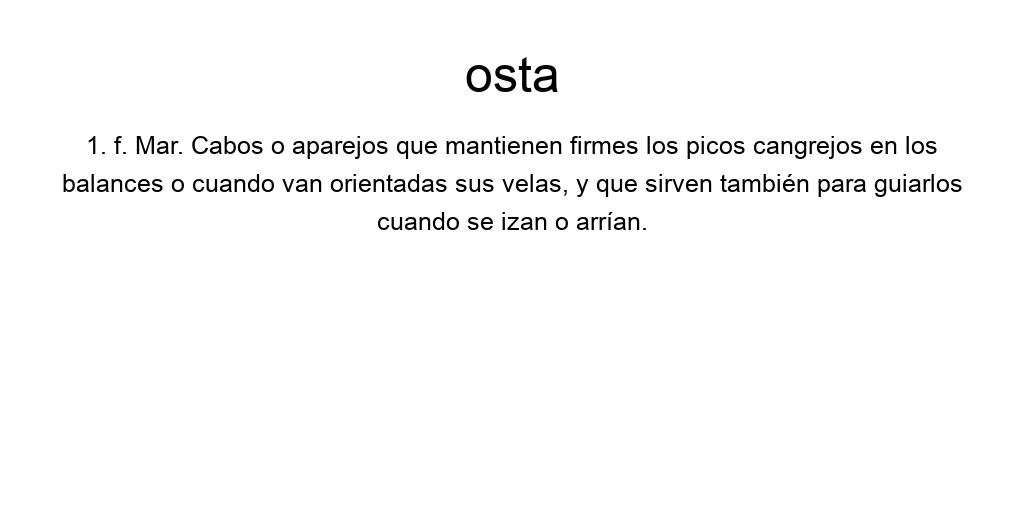 osta
1. f. Mar. Cabos o aparejos que mantienen firmes los picos cangrejos en los
balances o cuando van orientadas sus velas, y que sirven también para guiarlos
cuando se izan o arrían.